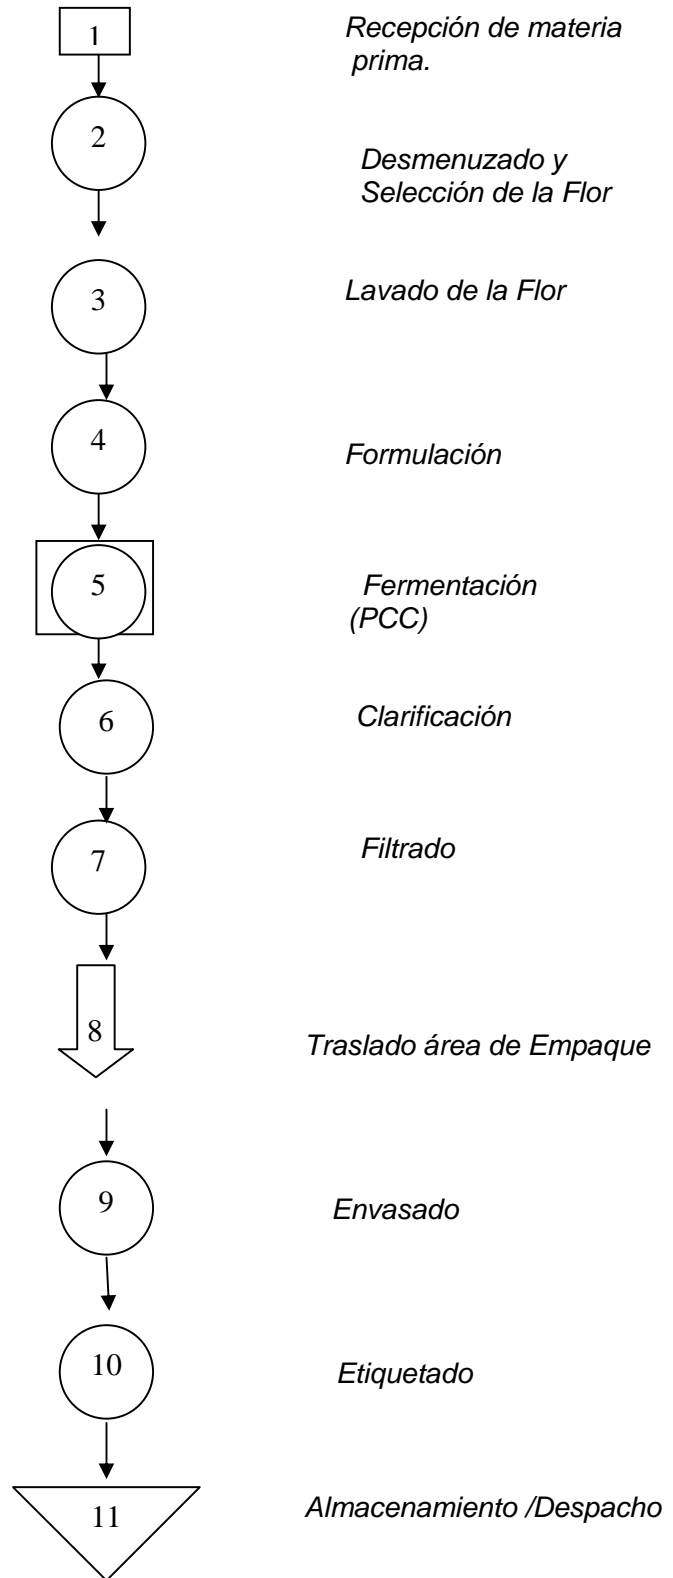 1
Recepción de materia
prima.
2
Desmenuzado y
Selección de la Flor
3
Lavado de la Flor
4
Formulación
5
Fermentación
(PCC)
6
Clarificación
7
Filtrado
8
Traslado área de Empaque
9
Envasado
10
Etiquetado
11
Almacenamiento /Despacho